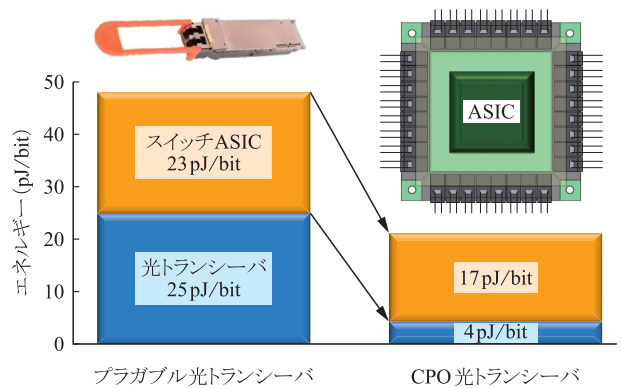 ASIC
エネルギー(pJ/bit)
50
40
30
20
10
0
スイッチASIC
23pJ/bit
光トランシーバ
25pJ/bit
17pJ/bit
4pJ/bit
プラガブル光トランシーバ
CPO光トランシーバ